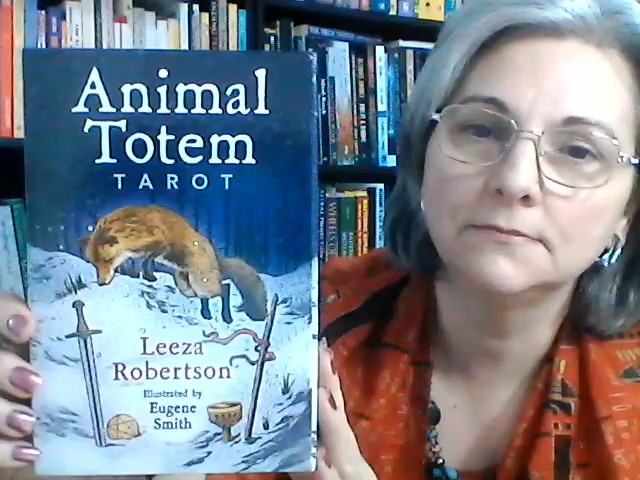 Animal
Totem
TAROT
Leeza
Robertson
Illustrated by
Eugene
Smith